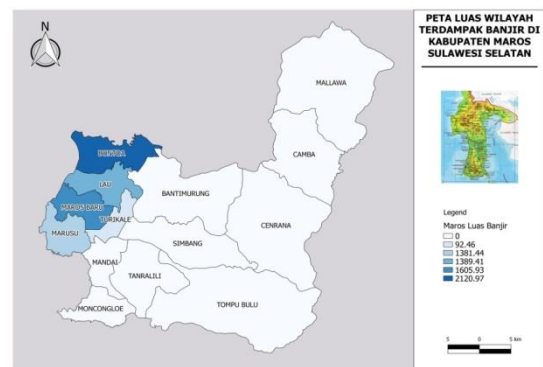 PETA LUAS WILAYAH
TERDAMPAK BANJIR DI
KABUPATEN MAROS
SULAWESI SELATAN
N
MALLAWA
CAMBA
BONTOA
LAU
BANTIMURUNG
MAROS BARU
TURIKALE
CENRANA
MARUSU
SIMBANG
MANDAI
TANRALILI
TOMPU BULU
MONCONGLOE
Legend
Maros Luas Banjir
0
92.46
1381.44
1389.41
1605.93
2120.97
5 0 5 km